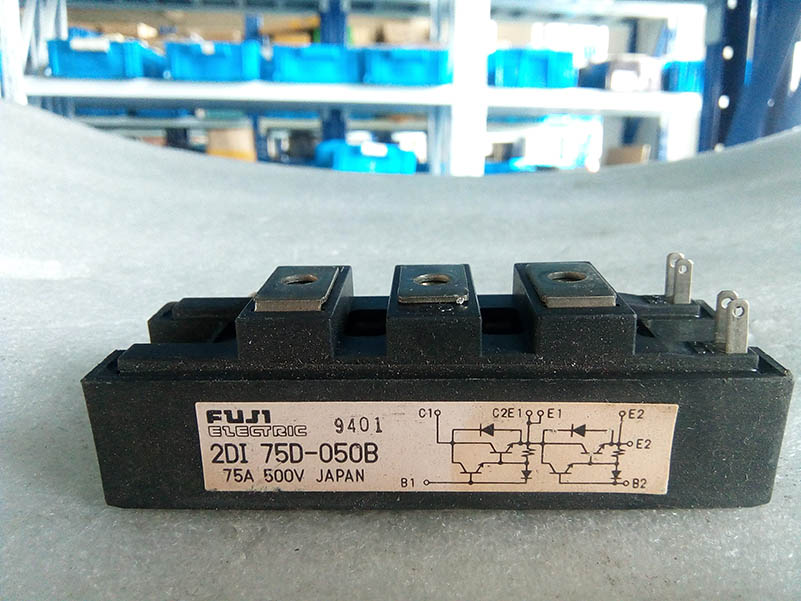 FUJI
ELECTRIC
9401
2DI 75D-050B
75A 500V JAPAN
C1 C2E1 E1 E2
E2
B1 B2